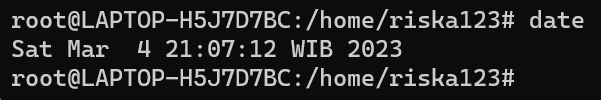 root@LAPTOP-H5J7D7BC:/home/riska123# date
Sat Mar  4 21:07:12 WIB 2023
root@LAPTOP-H5J7D7BC:/home/riska123#